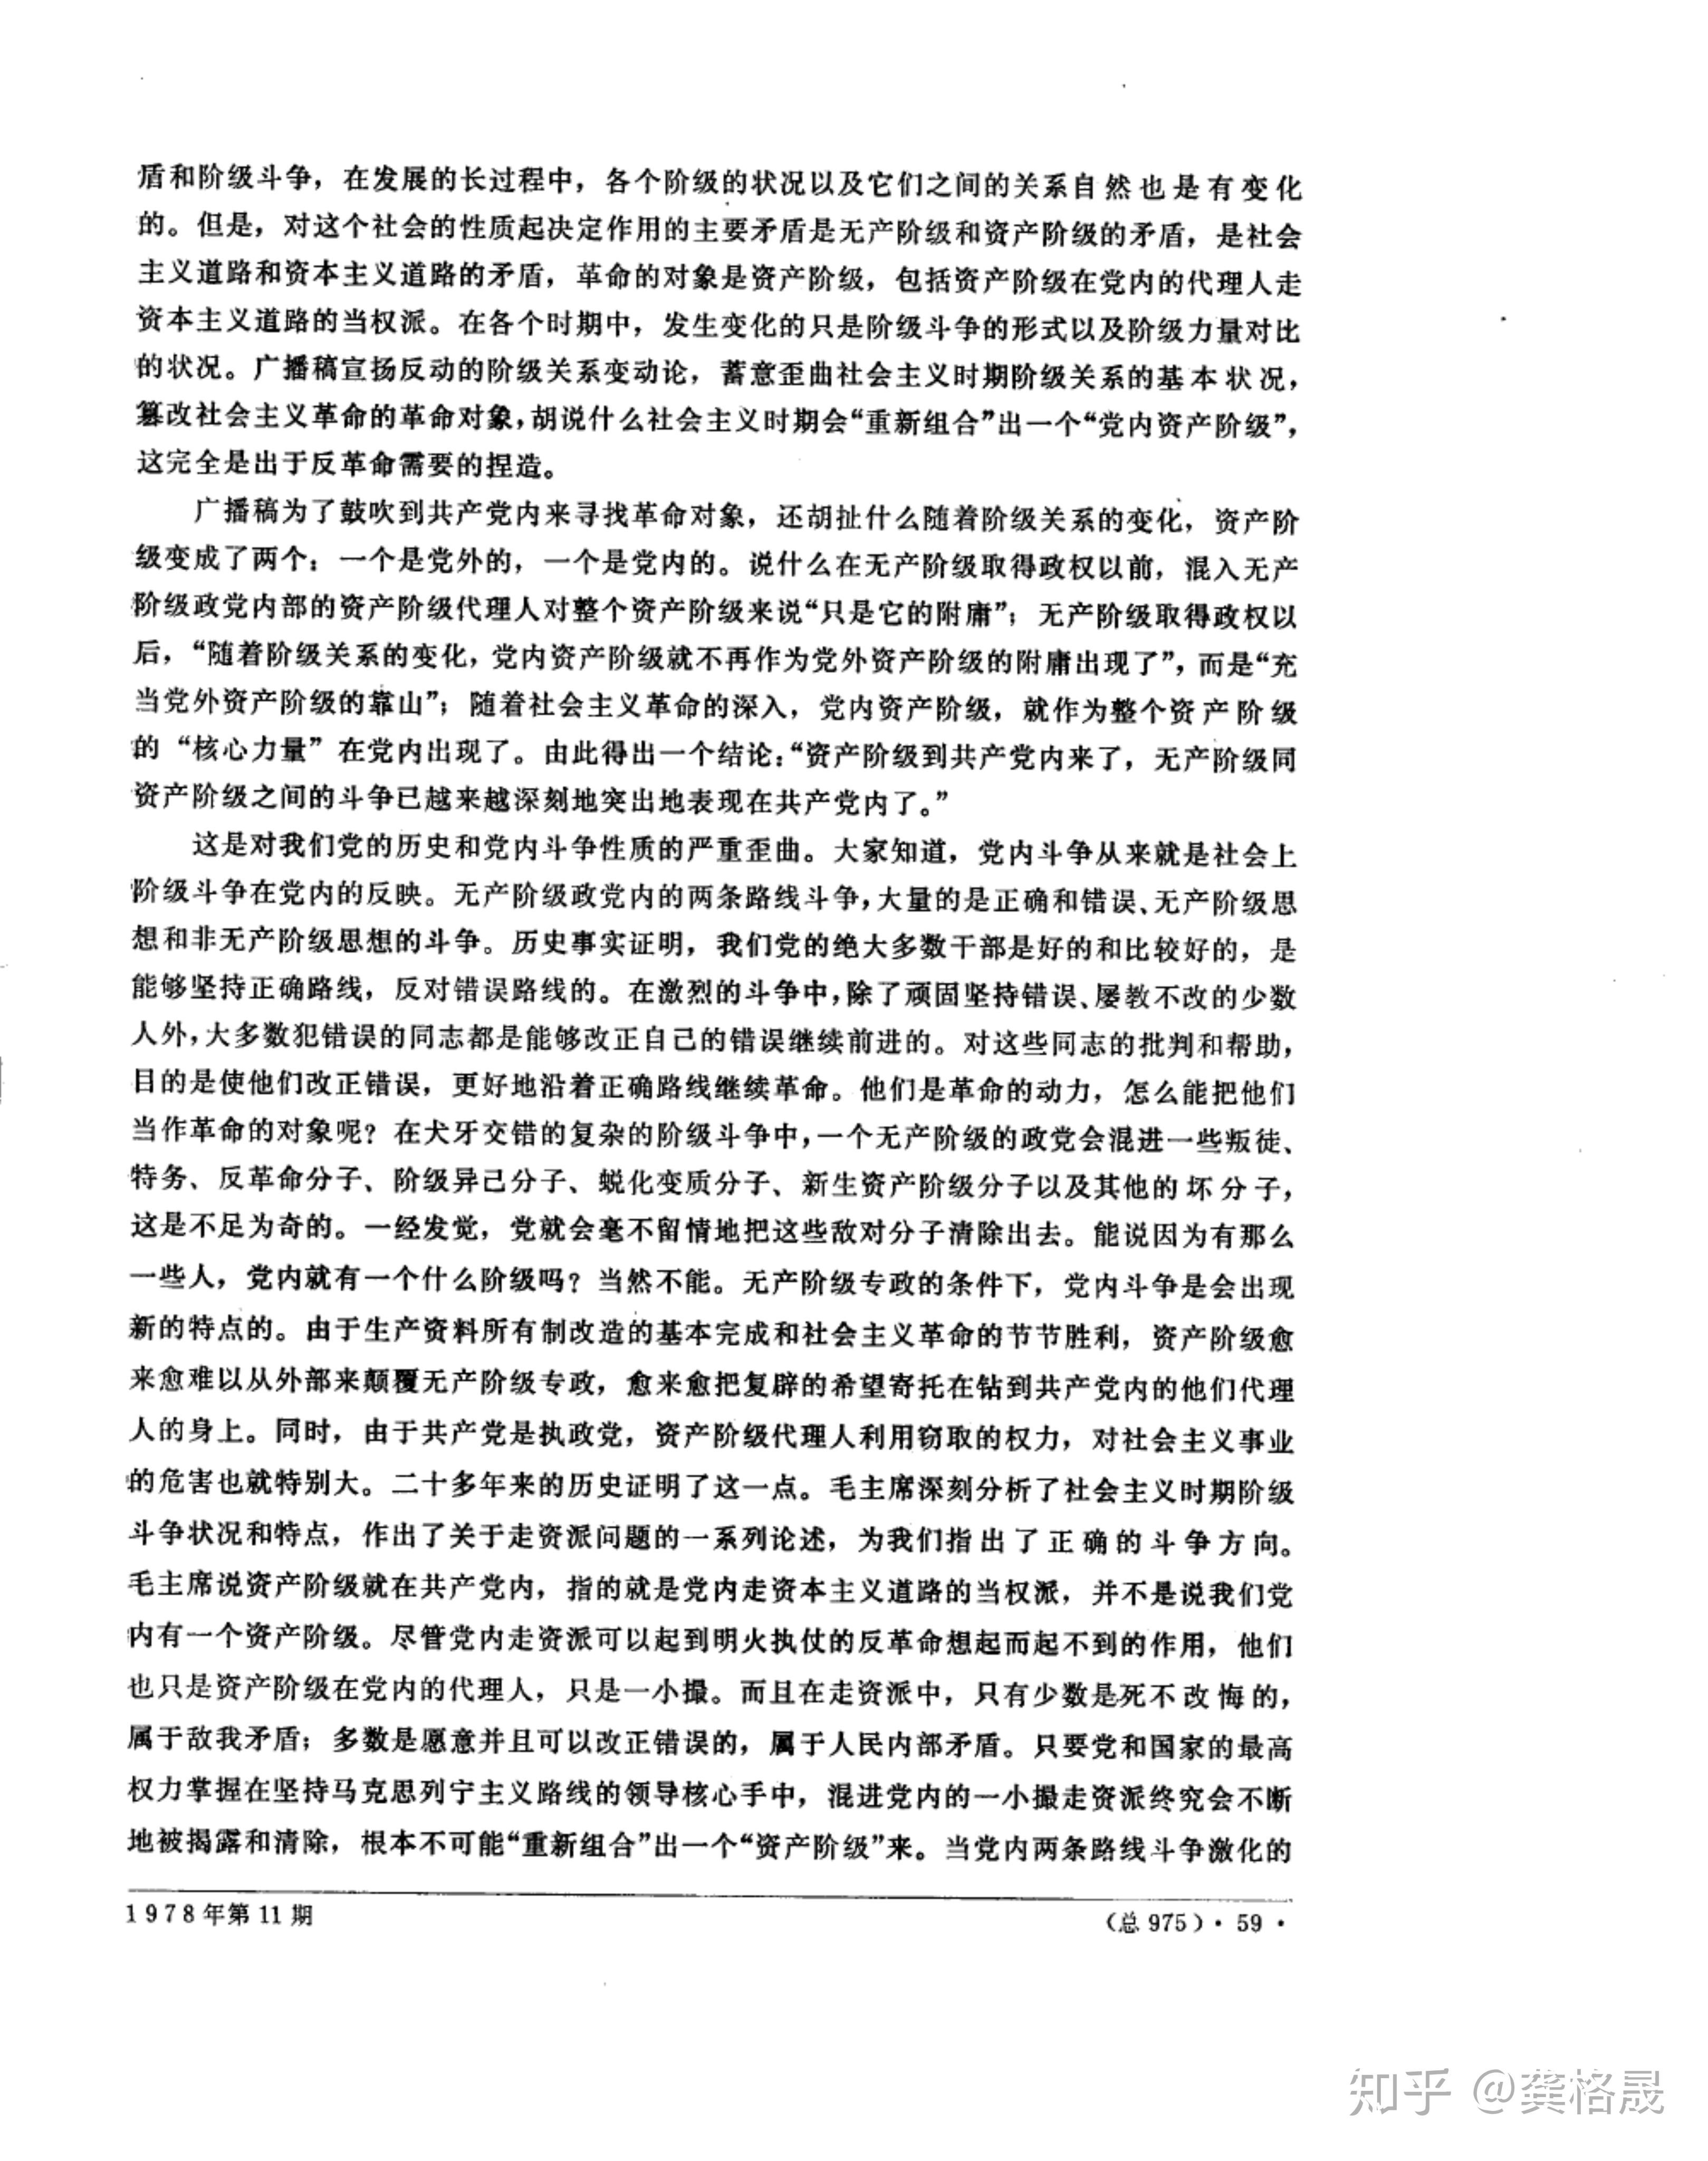 盾和阶级斗争，在发展的长过程中，各个阶级的状况以及它们之间的关系自然也是有变化
的。但是，对这个社会的性质起决定作用的主要矛盾是无产阶级和资产阶级的矛盾，是社会
主义道路和资本主义道路的矛盾，革命的对象是资产阶级，包括资产阶级在党内的代理人走
资本主义道路的当权派。在各个时期中，发生变化的只是阶级斗争的形式以及阶级力量对比
的状况。广播稿宣扬反动的阶级关系变动论，蓄意歪曲社会主义时期阶级关系的基本状况，
篡改社会主义革命的革命对象，胡说什么社会主义时期会“重新组合”出一个“党内资产阶级”，
这完全是出于反革命需要的捏造。
广播稿为了鼓吹到共产党内来寻找革命对象，还胡扯什么随着阶级关系的变化，资产阶
级变成了两个：一个是党外的，一个是党内的。说什么在无产阶级取得政权以前，混入无产
阶级政党内部的资产阶级代理人对整个资产阶级来说“只是它的附庸”；无产阶级取得政权以
后，“随着阶级关系的变化，党内资产阶级就不再作为党外资产阶级的附庸出现了”，而是“充
当党外资产阶级的靠山”；随着社会主义革命的深入，党内资产阶级，就作为整个资产阶级
的“核心力量”在党内出现了。由此得出一个结论：“资产阶级到共产党内来了，无产阶级同
资产阶级之间的斗争已越来越深刻地突出地表现在共产党内了。”
这是对我们党的历史和党内斗争性质的严重歪曲。大家知道，党内斗争从来就是社会上
阶级斗争在党内的反映。无产阶级政党内的两条路线斗争，大量的是正确和错误、无产阶级思
想和非无产阶级思想的斗争。历史事实证明，我们党的绝大多数干部是好的和比较好的，是
能够坚持正确路线，反对错误路线的。在激烈的斗争中，除了顽固坚持错误、屡教不改的少数
人外，大多数犯错误的同志都是能够改正自己的错误继续前进的。对这些同志的批判和帮助，
目的是使他们改正错误，更好地沿着正确路线继续革命。他们是革命的动力，怎么能把他们
当作革命的对象呢？在犬牙交错的复杂的阶级斗争中，一个无产阶级的政党会混进一些叛徒、
特务、反革命分子、阶级异己分子、蜕化变质分子、新生资产阶级分子以及其他的坏分子，
这是不足为奇的。一经发觉，党就会毫不留情地把这些敌对分子清除出去。能说因为有那么
一些人，党内就有一个什么阶级吗？当然不能。无产阶级专政的条件下，党内斗争是会出现
新的特点的。由于生产资料所有制改造的基本完成和社会主义革命的节节胜利，资产阶级愈
来愈难以从外部来颠覆无产阶级专政，愈来愈把复辟的希望寄托在钻到共产党内的他们代理
人的身上。同时，由于共产党是执政党，资产阶级代理人利用窃取的权力，对社会主义事业
的危害也就特别大。二十多年来的历史证明了这一点。毛主席深刻分析了社会主义时期阶级
斗争状况和特点，作出了关于走资派问题的一系列论述，为我们指出了正确的斗争方向。
毛主席说资产阶级就在共产党内，指的就是党内走资本主义道路的当权派，并不是说我们党
内有一个资产阶级。尽管党内走资派可以起到明火执仗的反革命想起而起不到的作用，他们
也只是资产阶级在党内的代理人，只是一小撮。而且在走资派中，只有少数是死不改悔的，
属于敌我矛盾；多数是愿意并且可以改正错误的，属于人民内部矛盾。只要党和国家的最高
权力掌握在坚持马克思列宁主义路线的领导核心手中，混进党内的一小撮走资派终究会不断
地被揭露和清除，根本不可能“重新组合”出一个“资产阶级”来。当党内两条路线斗争激化的
1978年第11期
（总 975）· 59 ·
知乎 @龚格晟